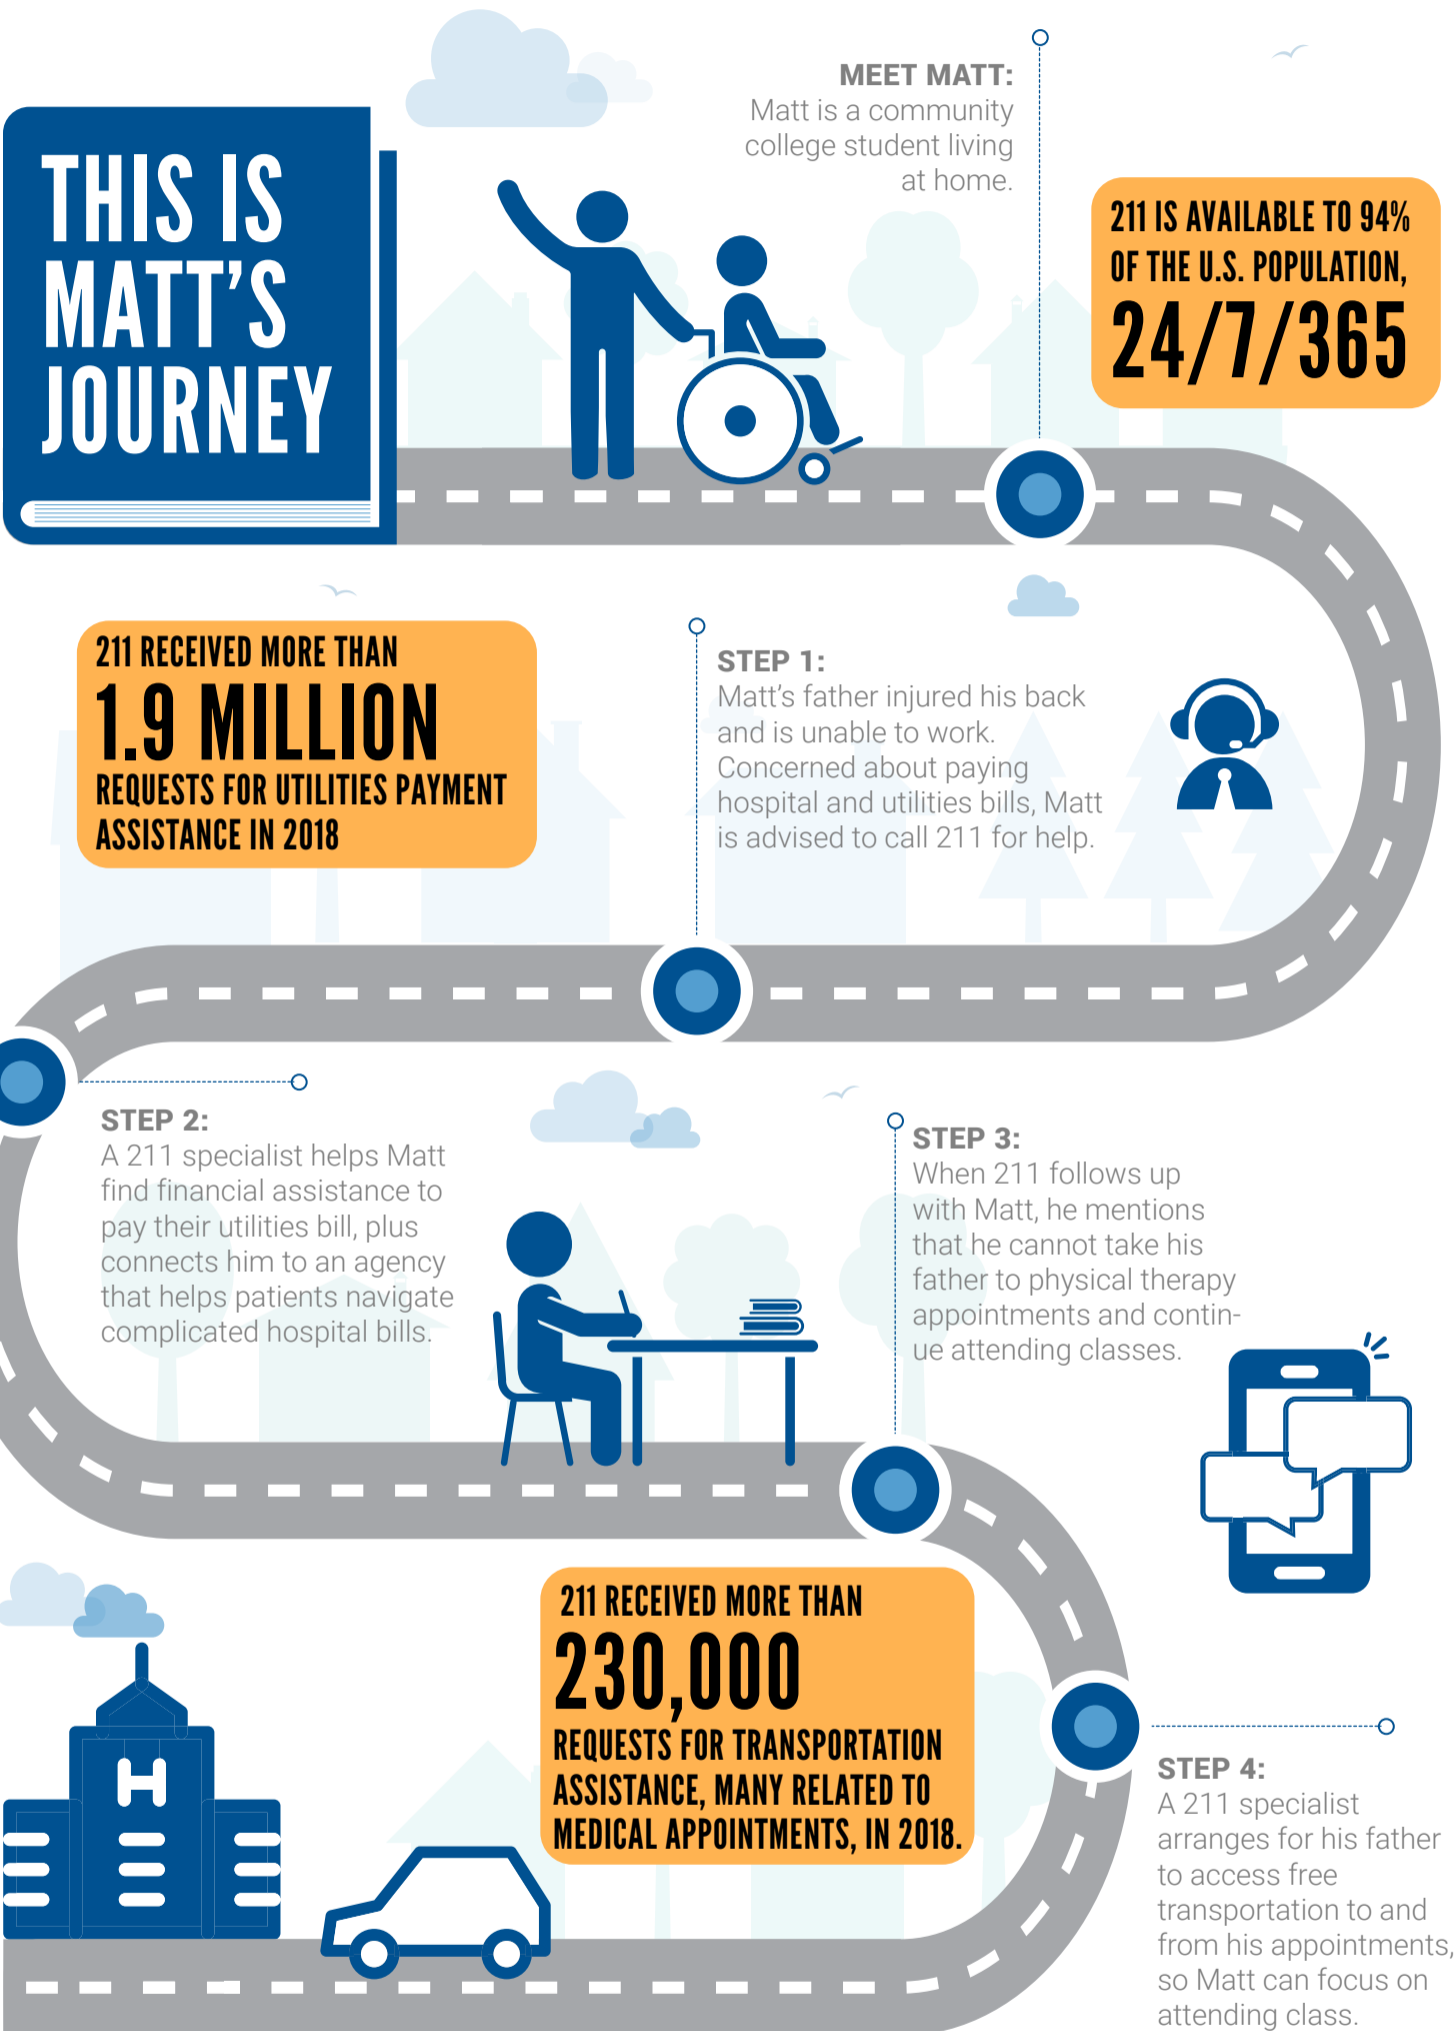 THIS IS
MATT'S
JOURNEY
MEET MATT:
Matt is a community
college student living
at home.
211 IS AVAILABLE TO 94%
OF THE U.S. POPULATION,
24/7/365
211 RECEIVED MORE THAN
1.9 MILLION
REQUESTS FOR UTILITIES PAYMENT
ASSISTANCE IN 2018
STEP 1:
Matt's father injured his back
and is unable to work.
Concerned about paying
hospital and utilities bills, Matt
is advised to call 211 for help.
STEP 2:
A 211 specialist helps Matt
find financial assistance to
pay their utilities bill, plus
connects him to an agency
that helps patients navigate
complicated hospital bills.
STEP 3:
When 211 follows up
with Matt, he mentions
that he cannot take his
father to physical therapy
appointments and contin-
ue attending classes.
H
211 RECEIVED MORE THAN
230,000
REQUESTS FOR TRANSPORTATION
ASSISTANCE, MANY RELATED TO
MEDICAL APPOINTMENTS, IN 2018.
STEP 4:
A 211 specialist
arranges for his father
to access free
transportation to and
from his appointments,
so Matt can focus on
attending class.